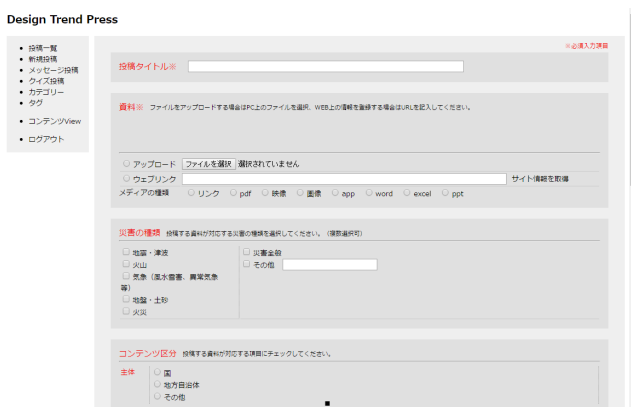 Design Trend Press
投稿一覧
新規投稿
メッセージ投稿
クイズ投稿
カテゴリー
タグ
コンテンツView
ログアウト
※必須入力項目
投稿タイトル※
資料※ ファイルをアップロードする場合はPC上のファイルを選択、WEB上の情報を登録する場合はURLを記入してください。
アップロード ファイルを選択 選択されていません
ウェブリンク サイト情報を取得
メディアの種類 リンク pdf 映像 画像 app word excel ppt
災害の種類 投稿する資料が対応する災害の種類を選択してください。（複数選択可）
地震・津波
火山
気象（風水雪害、異常気象
等）
地盤・土砂
火災
災害全般
その他
コンテンツ区分 投稿する資料が対応する項目にチェックしてください。
主体 国
地方自治体
その他